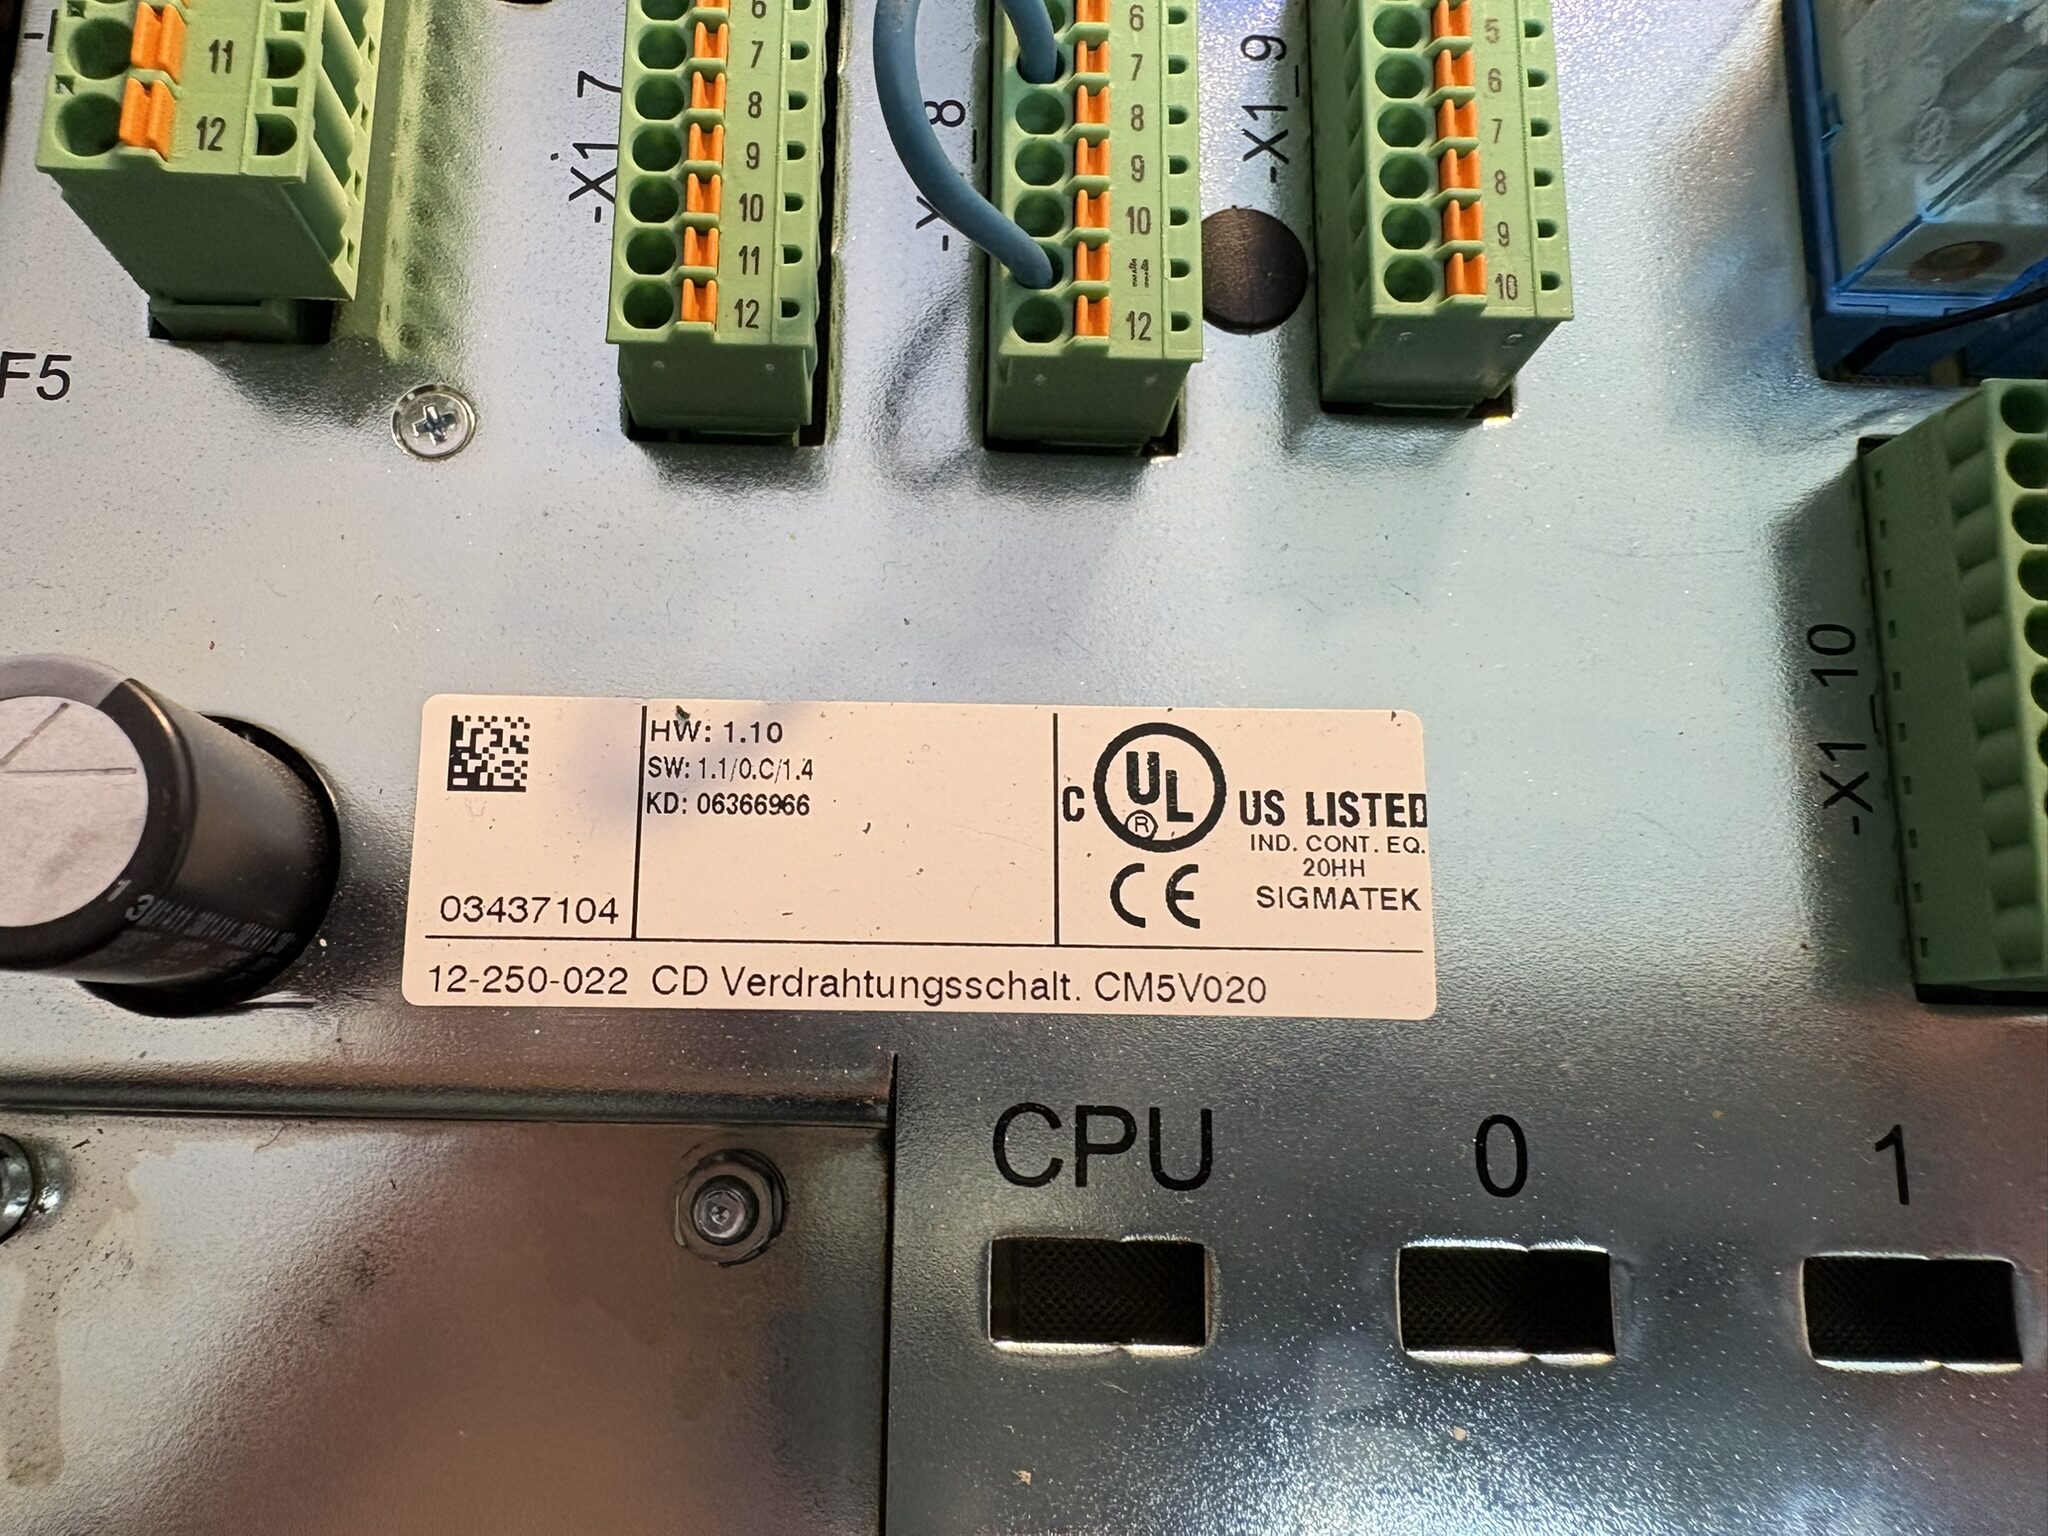 11
12
6
7
8
9
10
11
12
-X1_7
6
7
8
9
10
11
12
8
5
6
7
8
9
10
-X1_9
F5
-X1_10
HW: 1.10
SW: 1.1/0.C/1.4
KD: 06366966
03437104
C UL ® US LISTED
IND. CONT. EQ.
20HH
CE SIGMATEK
12-250-022 CD Verdrahtungsschalt. CM5V020
CPU 0 1